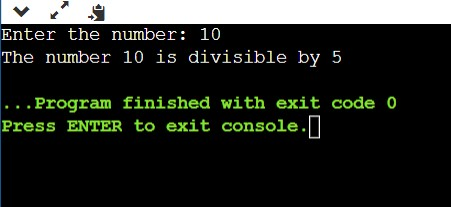 Enter the number: 10
The number 10 is divisible by 5
...Program finished with exit code 0
Press ENTER to exit console.